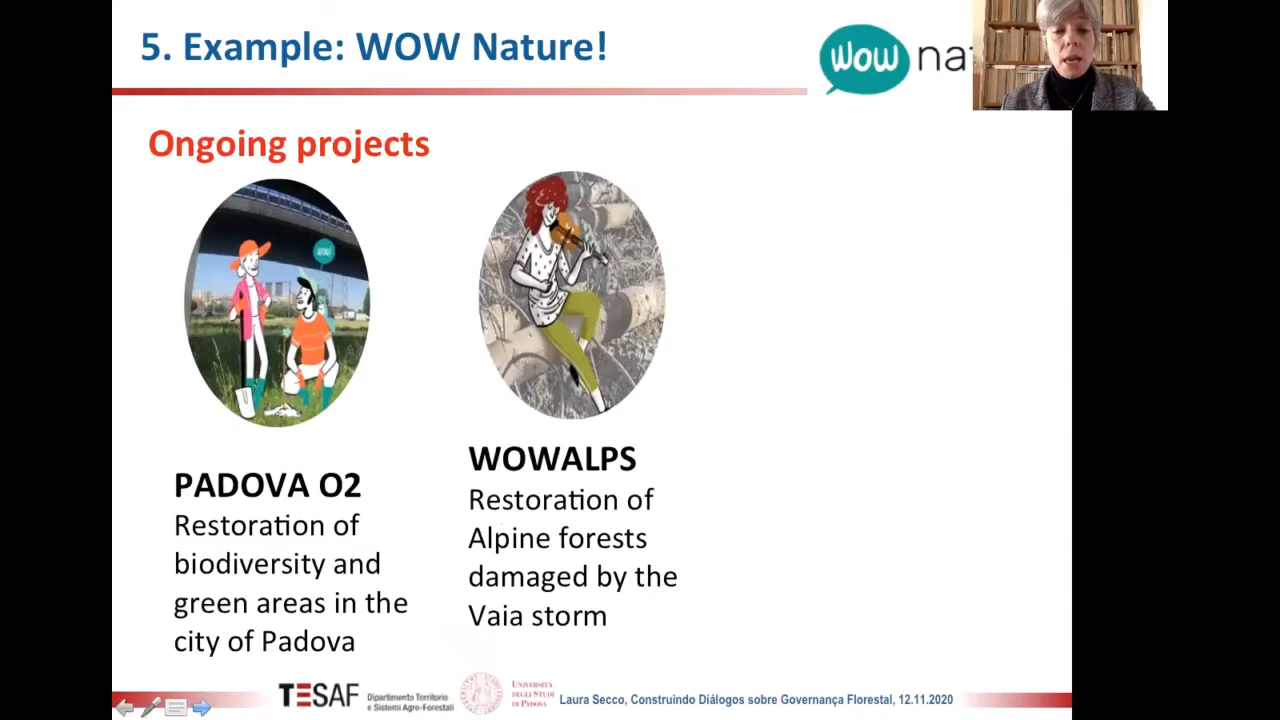 5. Example: WOW Nature!
wow na
Ongoing projects
wow!
PADOVA O2
Restoration of
biodiversity and
green areas in the
city of Padova
WOWALPS
Restoration of
Alpine forests
damaged by the
Vaia storm
TESAF
Dipartimento Territorio
e Sistemi Agro-Forestali
UNIVERSITÀ
DEGLI STUDI
DI PADOVA
Laura Secco, Construindo Diálogos sobre Governança Florestal, 12.11.2020